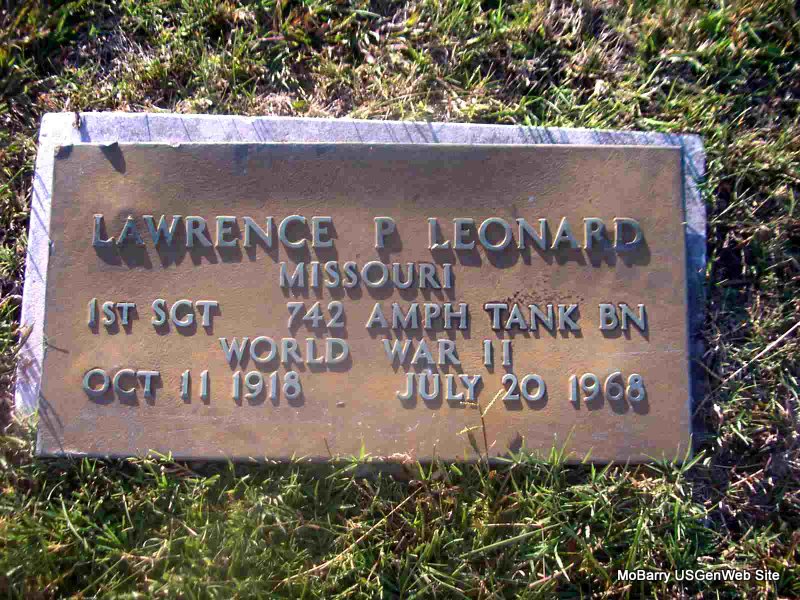 LAWRENCE P LEONARD
MISSOURI
1ST SGT 742 AMPH TANK BN
WORLD WAR II
OCT 11 1918 JULY 20 1968
MoBarry USGenWeb Site